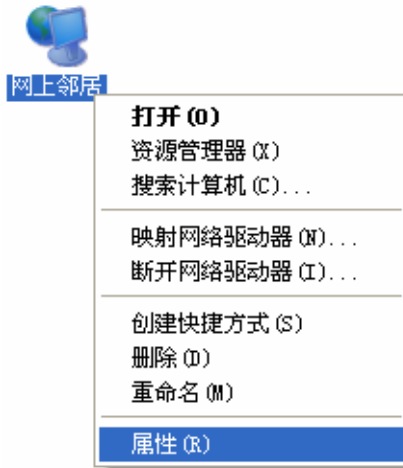 网上邻居
打开(O)
资源管理器(X)
搜索计算机(C)...
映射网络驱动器(N)...
断开网络驱动器(I)...
创建快捷方式(S)
删除(D)
重命名(M)
属性(R)